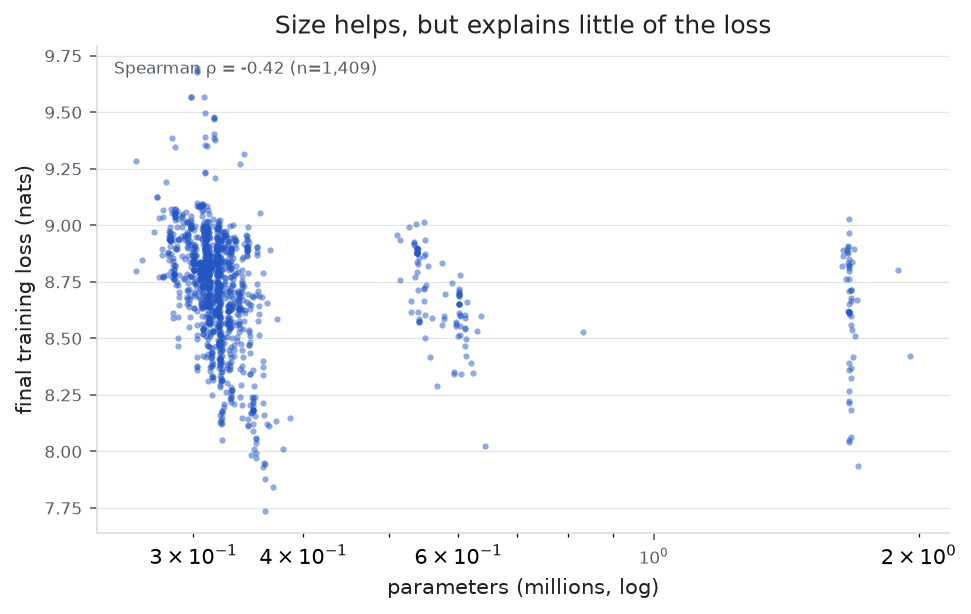 Size helps, but explains little of the loss
Spearman ρ = -0.42 (n=1,409)
final training loss (nats)
9.75
9.50
9.25
9.00
8.75
8.50
8.25
8.00
7.75
3 × 10⁻¹ 4 × 10⁻¹ 6 × 10⁻¹ 10⁰ 2 × 10⁰
parameters (millions, log)